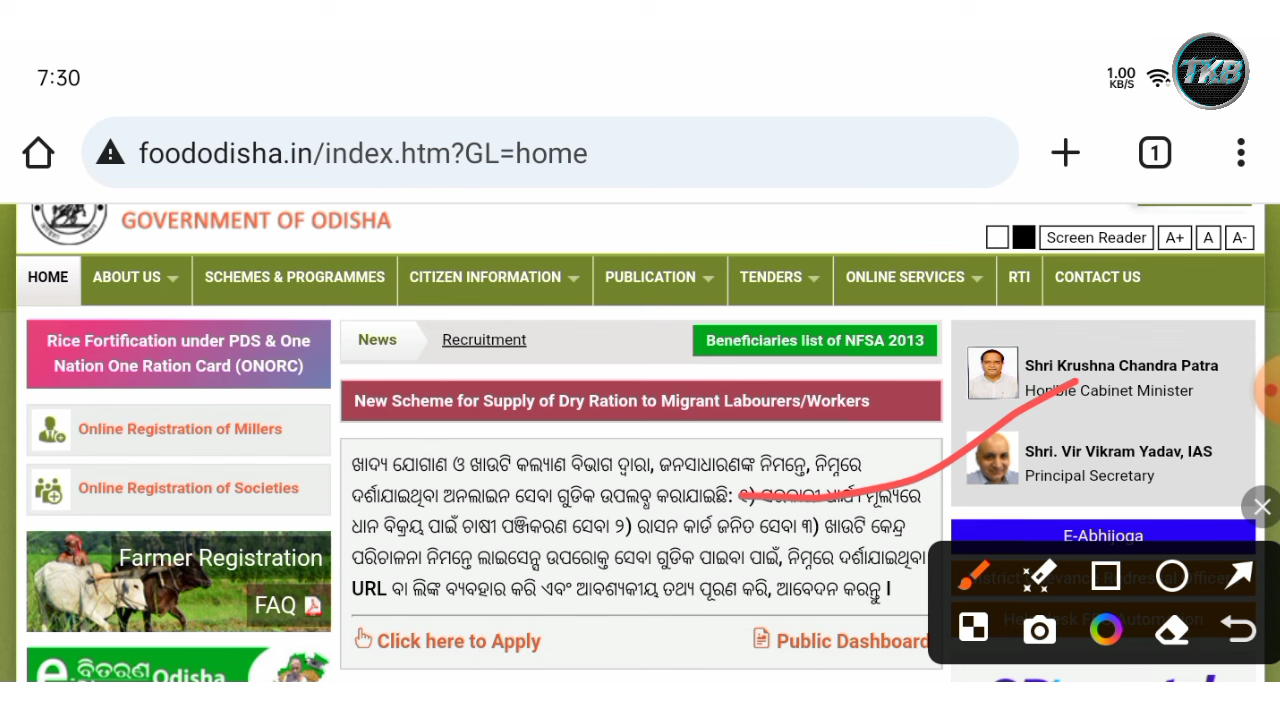 7:30
1.00
KB/S
TKB
foododisha.in/index.htm?GL=home
1
GOVERNMENT OF ODISHA
Screen Reader A+ A A-
HOME ABOUT US SCHEMES & PROGRAMMES CITIZEN INFORMATION PUBLICATION TENDERS ONLINE SERVICES RTI CONTACT US
Rice Fortification under PDS & One
Nation One Ration Card (ONORC)
Online Registration of Millers
Online Registration of Societies
Farmer Registration
FAQ
e ବିତରଣ Odisha
News Recruitment Beneficiaries list of NFSA 2013
New Scheme for Supply of Dry Ration to Migrant Labourers/Workers
ଖାଦ୍ୟ ଯୋଗାଣ ଓ ଖାଉଟି କଲ୍ୟାଣ ବିଭାଗ ଦ୍ୱାରା, ଜନସାଧାରଣଙ୍କ ନିମନ୍ତେ, ନିମ୍ନରେ
ଦର୍ଶାଯାଇଥିବା ଅନଲାଇନ ସେବା ଗୁଡିକ ଉପଲବ୍ଧ କରାଯାଇଛି: ୧) ସରକାରୀ ଧାର୍ଯ୍ୟ ମୂଲ୍ୟରେ
ଧାନ ବିକ୍ରୟ ପାଇଁ ଚାଷୀ ପଞ୍ଜିକରଣ ସେବା ୨) ରାସନ କାର୍ଡ ଜନିତ ସେବା ୩) ଖାଉଟି କେନ୍ଦ୍ର
ପରିଚାଳନା ନିମନ୍ତେ ଲାଇସେନ୍ସ ଉପରୋକ୍ତ ସେବା ଗୁଡିକ ପାଇବା ପାଇଁ, ନିମ୍ନରେ ଦର୍ଶାଯାଇଥିବା
URL ବା ଲିଙ୍କ ବ୍ୟବହାର କରି ଏବଂ ଆବଶ୍ୟକୀୟ ତଥ୍ୟ ପୂରଣ କରି, ଆବେଦନ କରନ୍ତୁ l
Click here to Apply Public Dashboard
Shri Krushna Chandra Patra
Hon'ble Cabinet Minister
Shri. Vir Vikram Yadav, IAS
Principal Secretary
E-Abhijoga